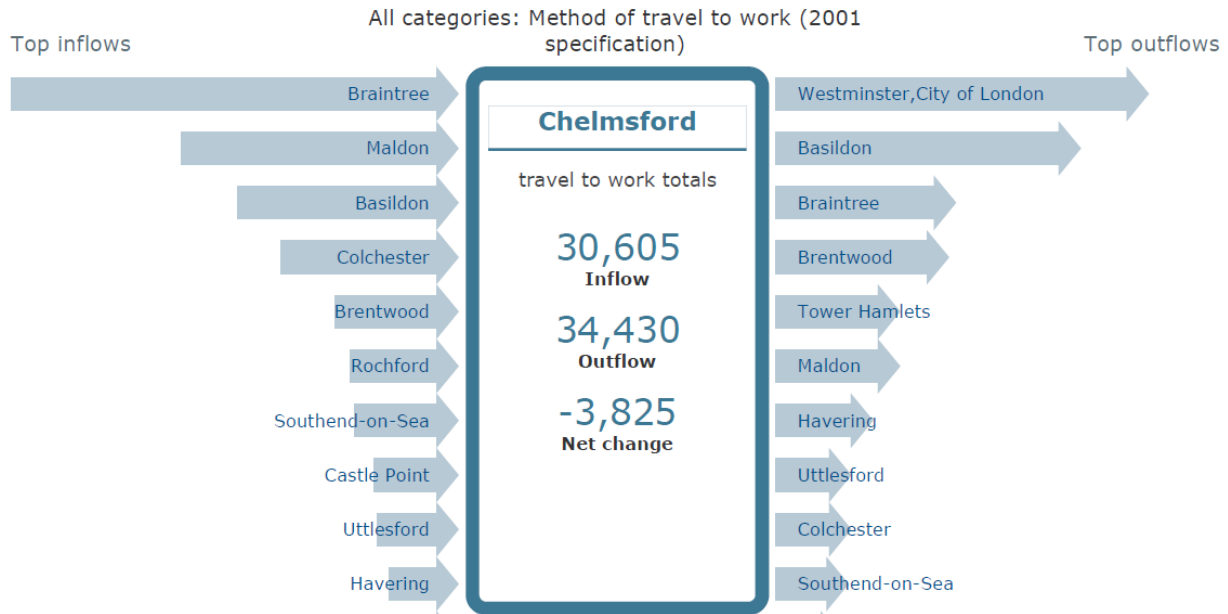 All categories: Method of travel to work (2001
specification)
Top inflows
Top outflows
Braintree
Maldon
Basildon
Colchester
Brentwood
Rochford
Southend-on-Sea
Castle Point
Uttlesford
Havering
Chelmsford
travel to work totals
30,605
Inflow
34,430
Outflow
-3,825
Net change
Westminster,City of London
Basildon
Braintree
Brentwood
Tower Hamlets
Maldon
Havering
Uttlesford
Colchester
Southend-on-Sea